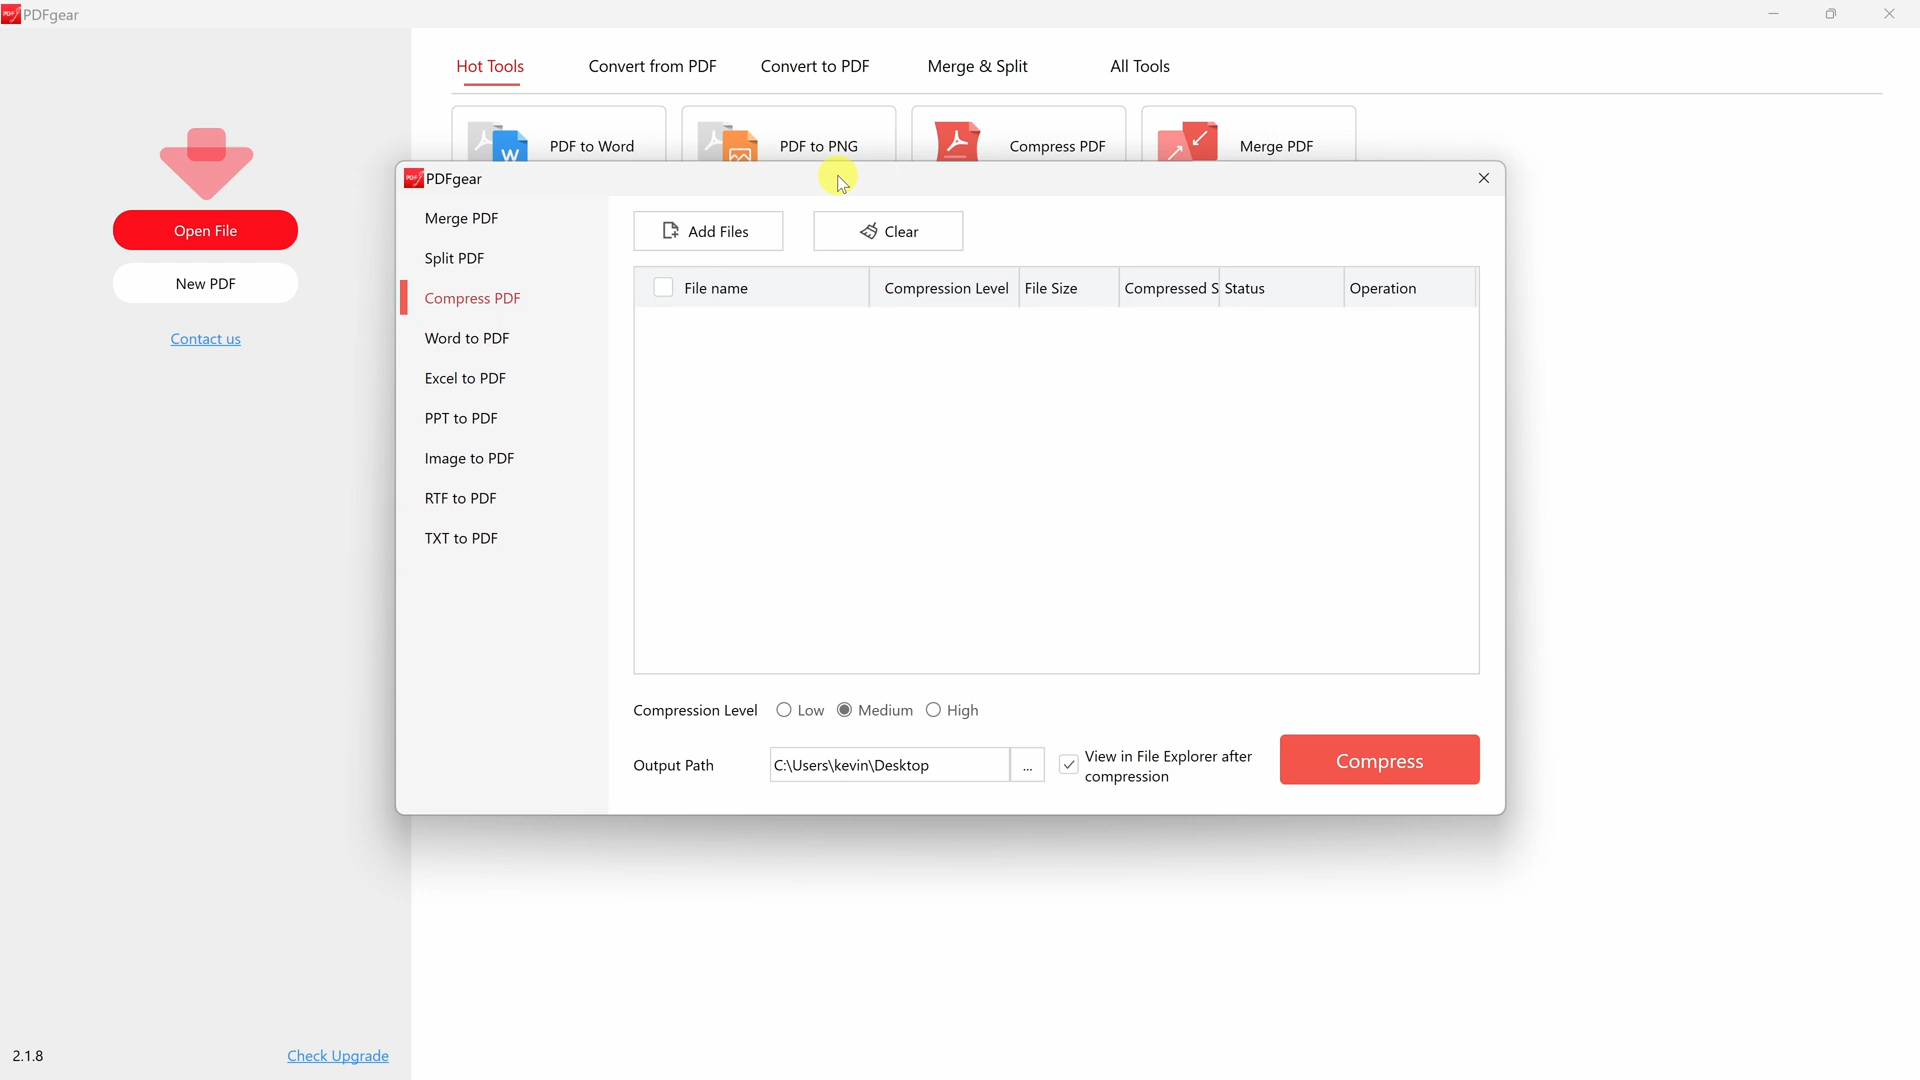 PDFgear
Hot Tools
Convert from PDF
Convert to PDF
Merge & Split
All Tools
PDF to Word
PDF to PNG
Compress PDF
Merge PDF
Open File
New PDF
Contact us
PDFgear
Merge PDF
Split PDF
Compress PDF
Word to PDF
Excel to PDF
PPT to PDF
Image to PDF
RTF to PDF
TXT to PDF
Add Files
Clear
File name
Compression Level
File Size
Compressed S
Status
Operation
Compression Level
Low
Medium
High
Output Path
C:\Users\kevin\Desktop
...
View in File Explorer after
compression
Compress
2.1.8
Check Upgrade